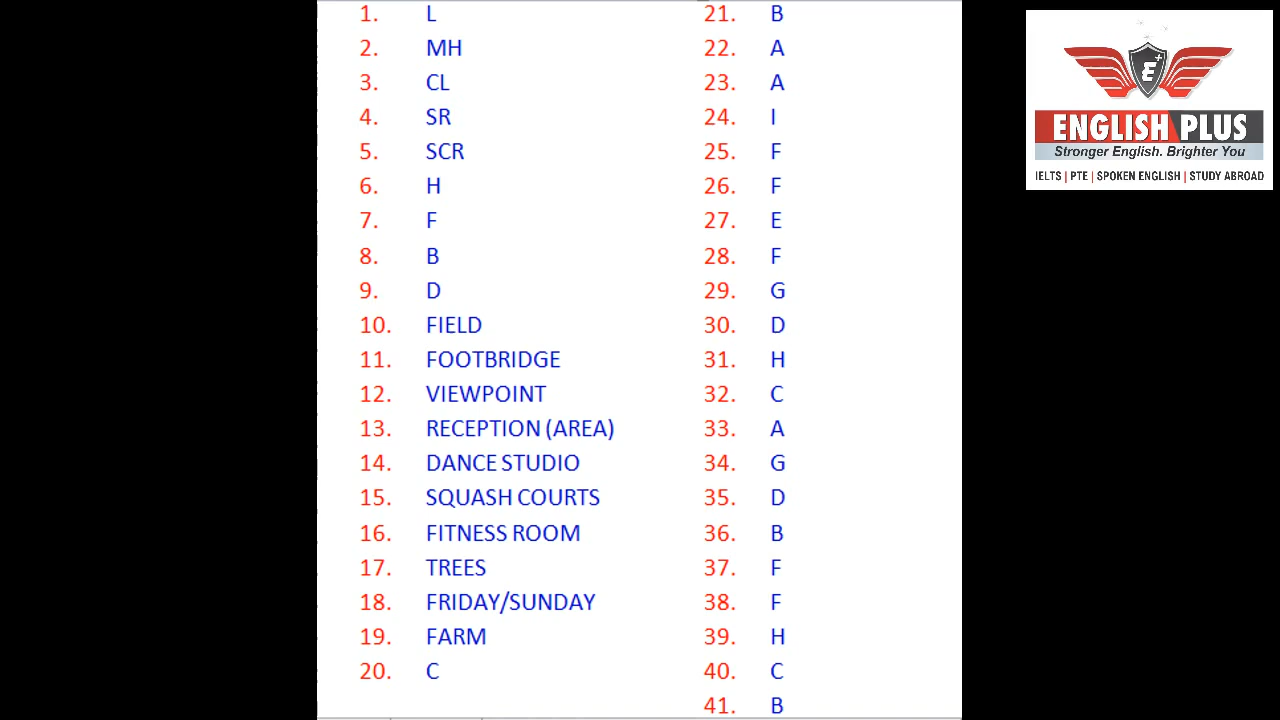 1. L
2. MH
3. CL
4. SR
5. SCR
6. H
7. F
8. B
9. D
10. FIELD
11. FOOTBRIDGE
12. VIEWPOINT
13. RECEPTION (AREA)
14. DANCE STUDIO
15. SQUASH COURTS
16. FITNESS ROOM
17. TREES
18. FRIDAY/SUNDAY
19. FARM
20. C
21. B
22. A
23. A
24. I
25. F
26. F
27. E
28. F
29. G
30. D
31. H
32. C
33. A
34. G
35. D
36. B
37. F
38. F
39. H
40. C
41. B
E+
ENGLISH PLUS
Stronger English. Brighter You
IELTS | PTE | SPOKEN ENGLISH | STUDY ABROAD